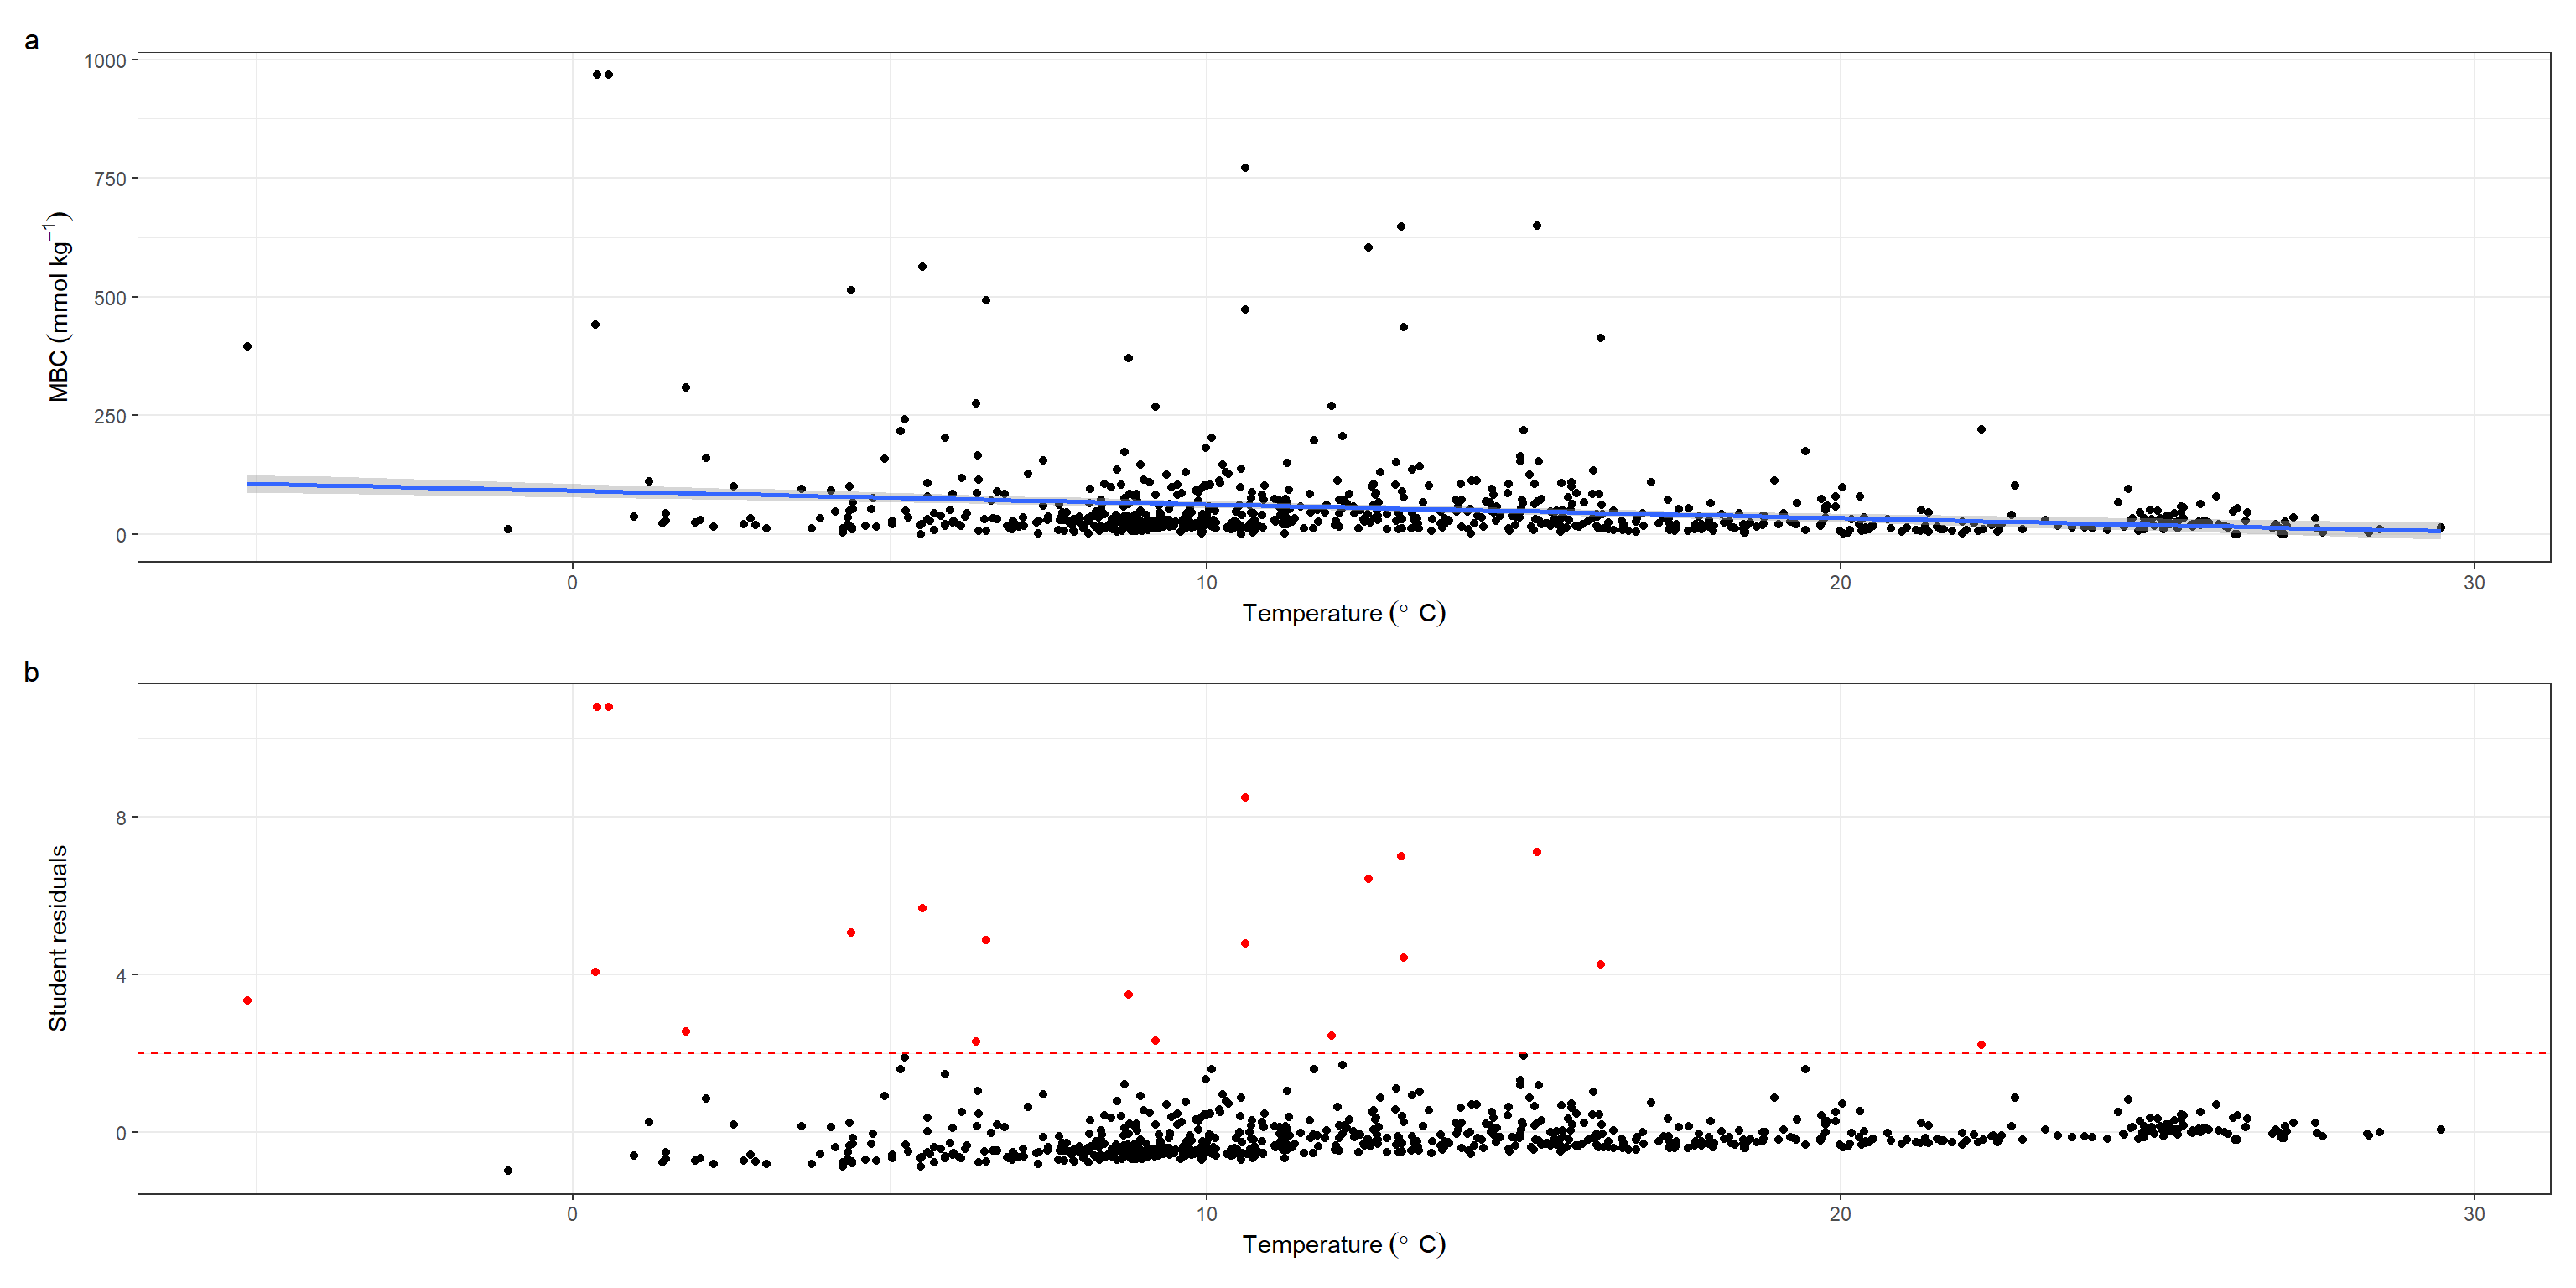 a
1000
750
500
250
0
MBC (mmol kg⁻¹)
0 10 20 30
Temperature (° C)
b
8
4
0
Student residuals
0 10 20 30
Temperature (° C)